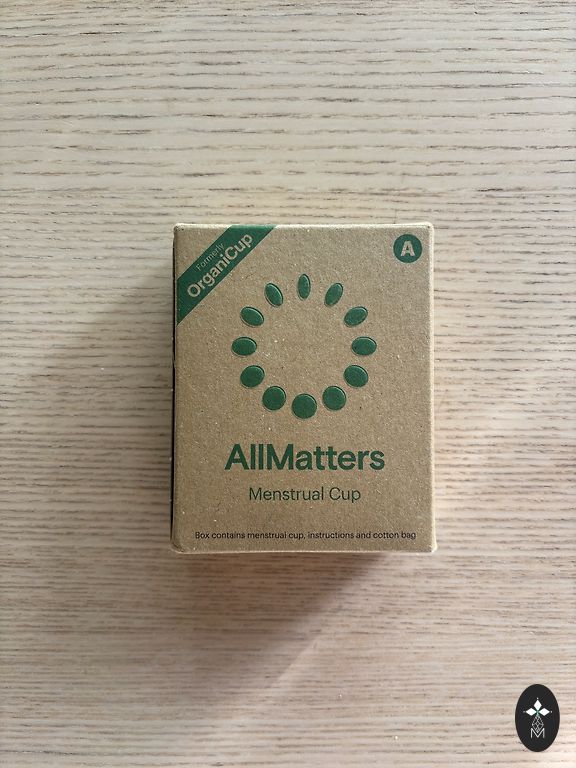 Formerly
OrganiCup
A
AllMatters
Menstrual Cup
Box contains menstrual cup, instructions and cotton bag
M